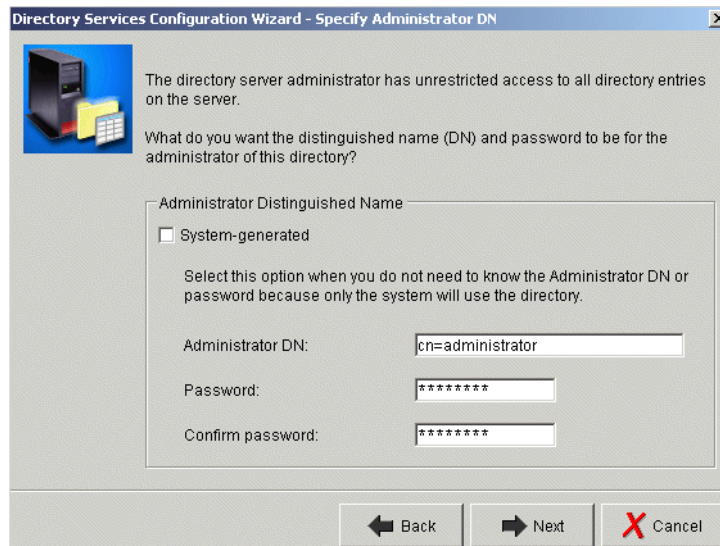 Directory Services Configuration Wizard - Specify Administrator DN
The directory server administrator has unrestricted access to all directory entries
on the server.
What do you want the distinguished name (DN) and password to be for the
administrator of this directory?
Administrator Distinguished Name
System-generated
Select this option when you do not need to know the Administrator DN or
password because only the system will use the directory.
Administrator DN: cn=administrator
Password: ********
Confirm password: ********
Back Next Cancel